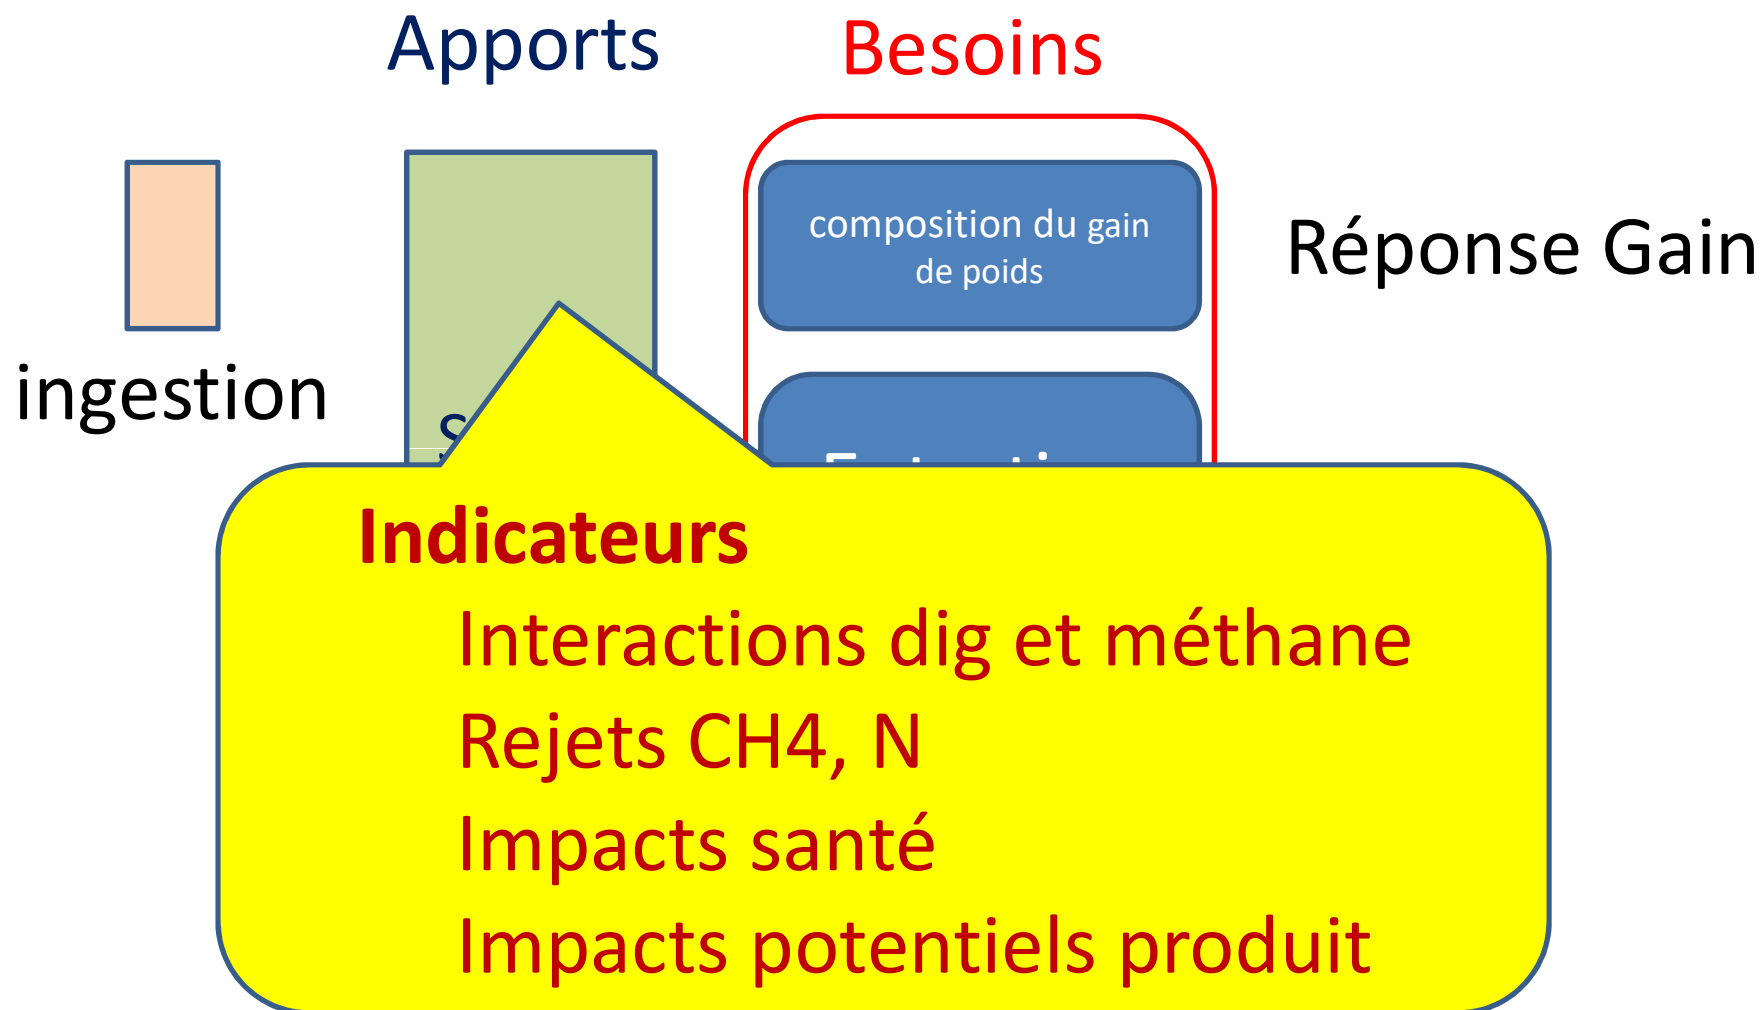 Apports
Besoins
composition du gain
de poids
Réponse Gain
ingestion
Indicateurs
Interactions dig et méthane
Rejets CH4, N
Impacts santé
Impacts potentiels produit